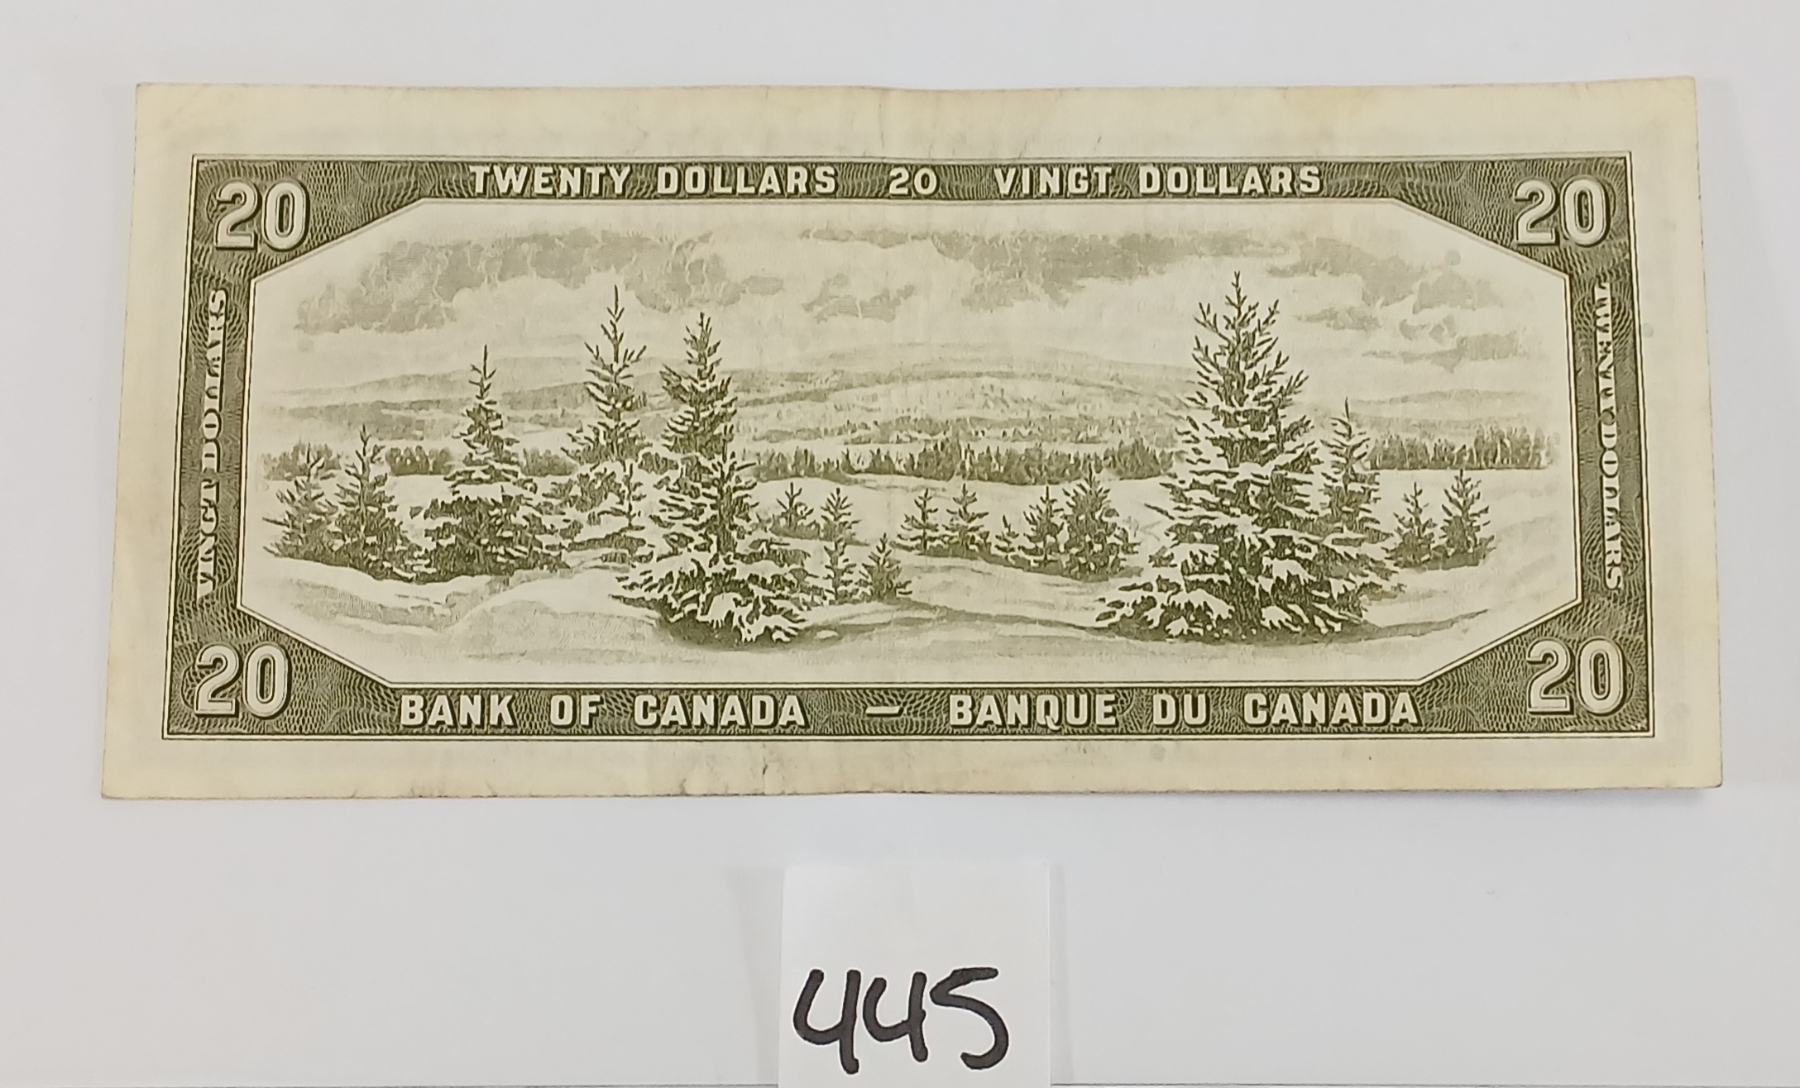 TWENTY DOLLARS 20 VINGT DOLLARS
20
20
VINGT DOLLARS
TWENTY DOLLARS
20
20
BANK OF CANADA – BANQUE DU CANADA
445